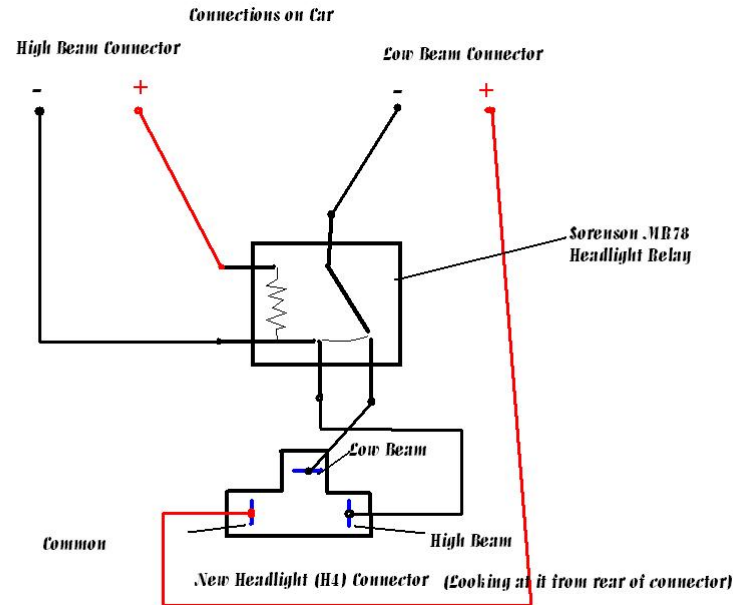 Connections on Car
High Beam Connector
Low Beam Connector
-
+
-
+
Sorenson MR78
Headlight Relay
Low Beam
Common
High Beam
New Headlight (H4) Connector (Looking at it from rear of connector)